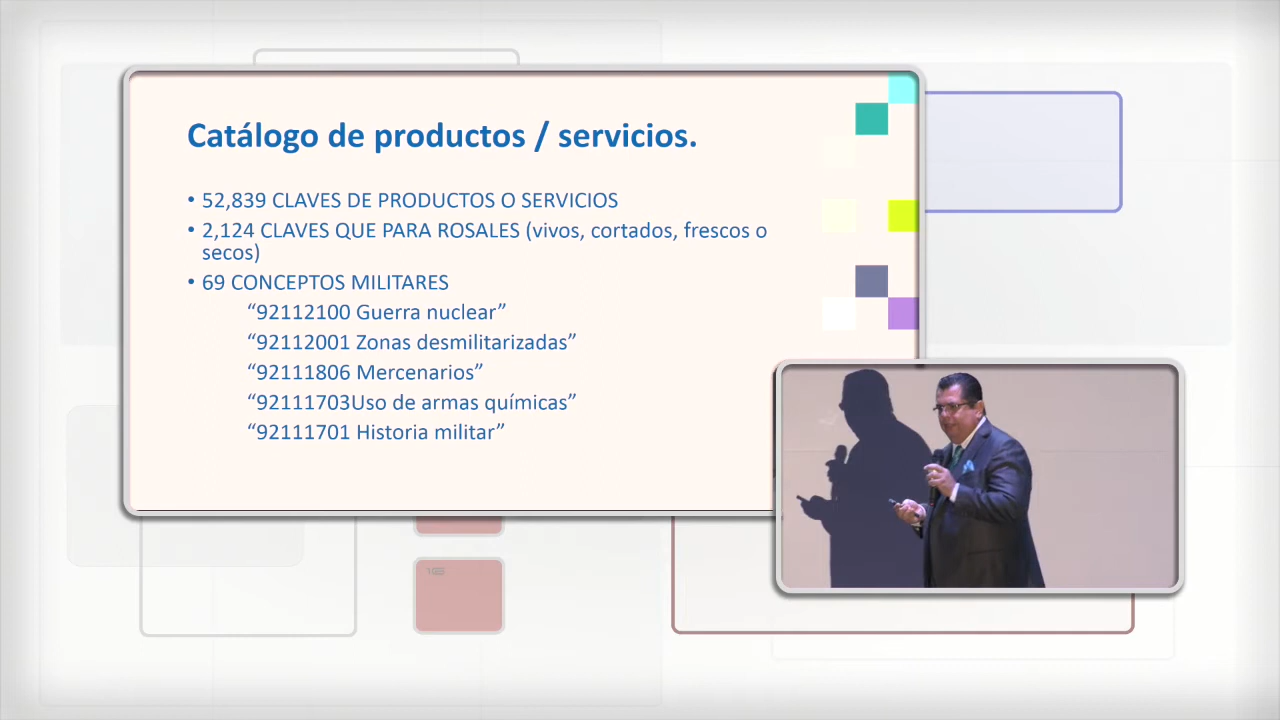 Catálogo de productos / servicios.
• 52,839 CLAVES DE PRODUCTOS O SERVICIOS
• 2,124 CLAVES QUE PARA ROSALES (vivos, cortados, frescos o
secos)
• 69 CONCEPTOS MILITARES
“92112100 Guerra nuclear”
“92112001 Zonas desmilitarizadas”
“92111806 Mercenarios”
“92111703Uso de armas químicas”
“92111701 Historia militar”